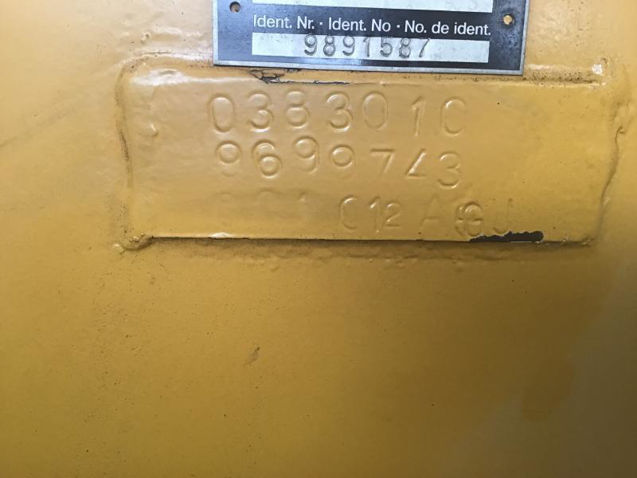 Ident. Nr. · Ident. No · No. de ident.
9891587
0383010
9699743